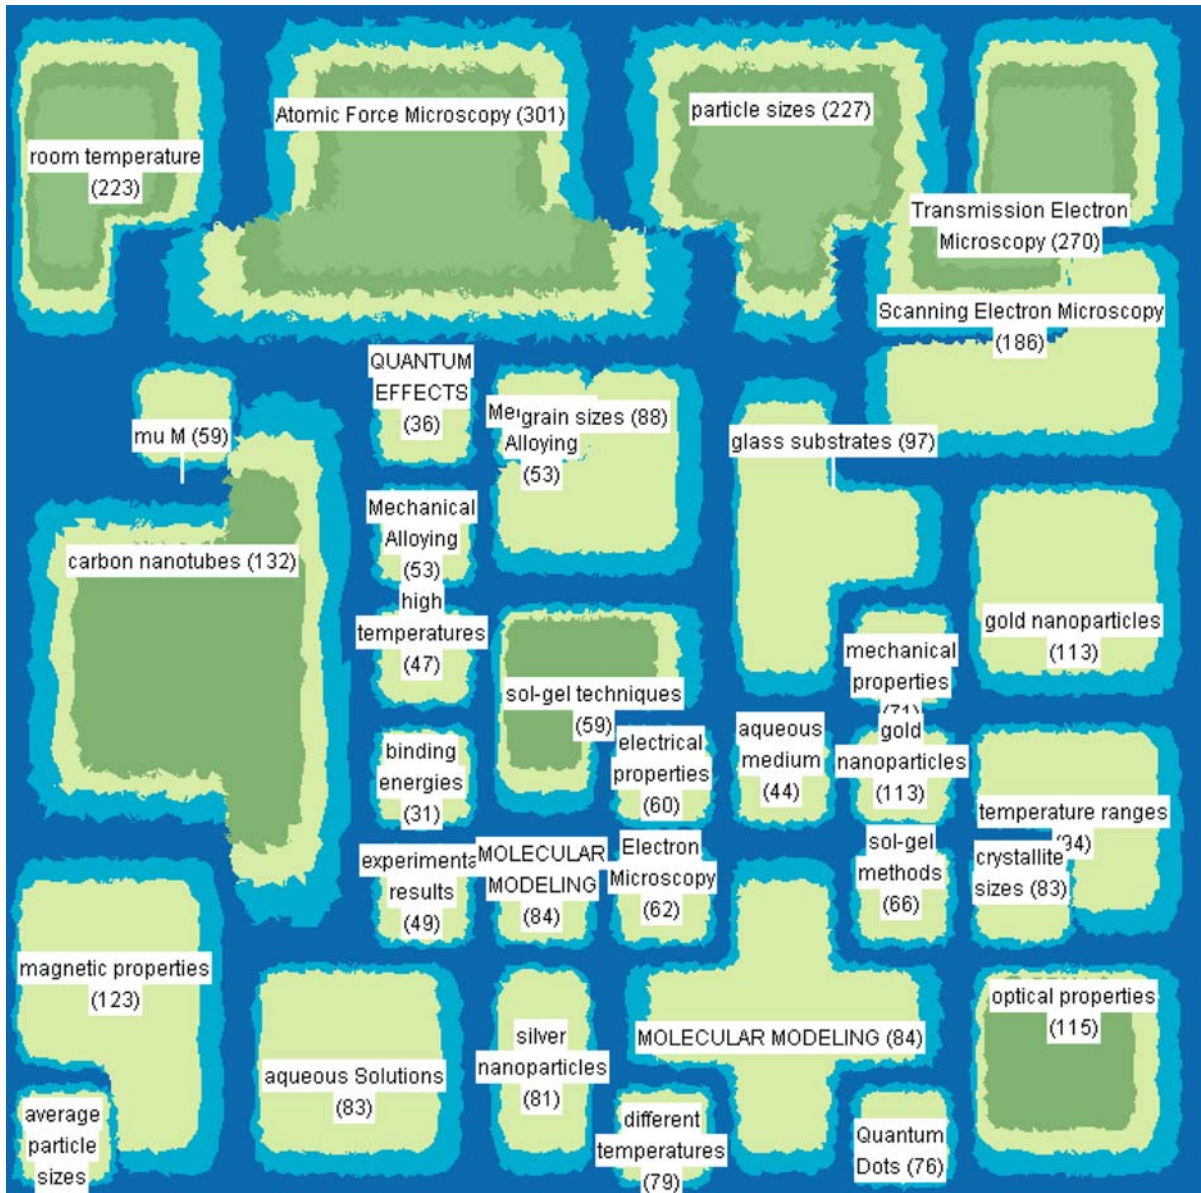 Atomic Force Microscopy (301)
particle sizes (227)
room temperature
(223)
Transmission Electron
Microscopy (270)
Scanning Electron Microscopy
(186)
QUANTUM
EFFECTS
(36)
mu M (59)
grain sizes (88)
Alloying
(53)
glass substrates (97)
Mechanical
Alloying
(53)
carbon nanotubes (132)
high
temperatures
(47)
gold nanoparticles
(113)
mechanical
properties
(71)
sol-gel techniques
(59)
electrical
properties
(60)
aqueous
medium
(44)
gold
nanoparticles
(113)
binding
energies
(31)
temperature ranges
(94)
crystallite
sizes (83)
sol-gel
methods
(66)
Electron
Microscopy
(62)
MOLECULAR
MODELING
(84)
results
(49)
magnetic properties
(123)
optical properties
(115)
MOLECULAR MODELING (84)
silver
nanoparticles
(81)
aqueous Solutions
(83)
average
particle
sizes
different
temperatures
(79)
Quantum
Dots (76)